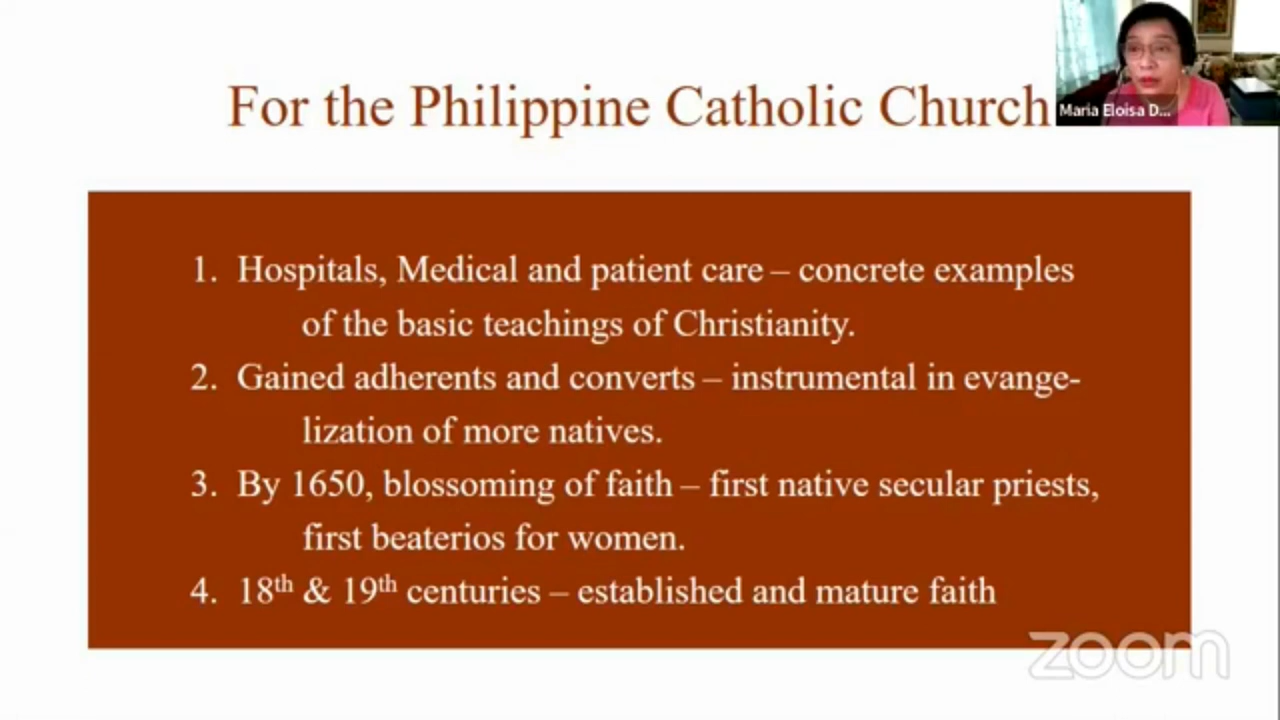 For the Philippine Catholic Church
Maria Eloisa D...
1. Hospitals, Medical and patient care – concrete examples
of the basic teachings of Christianity.
2. Gained adherents and converts – instrumental in evange-
lization of more natives.
3. By 1650, blossoming of faith – first native secular priests,
first beaterios for women.
4. 18th & 19th centuries – established and mature faith
zoom